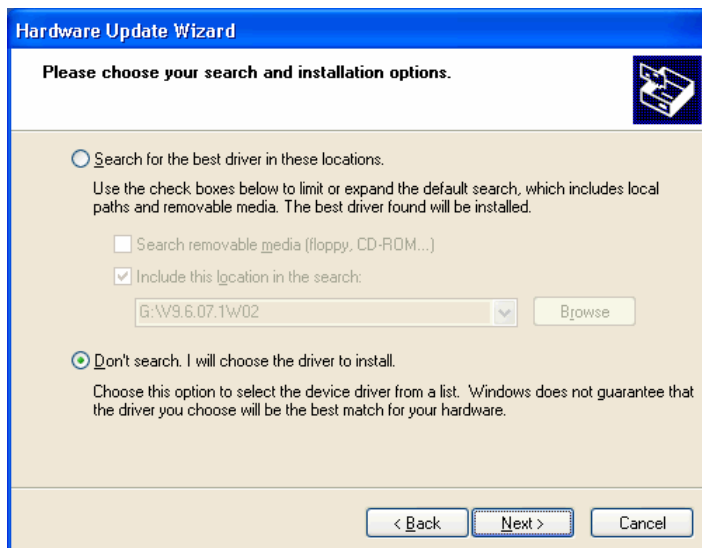 Hardware Update Wizard
Please choose your search and installation options.
Search for the best driver in these locations.
Use the check boxes below to limit or expand the default search, which includes local
paths and removable media. The best driver found will be installed.
Search removable media (floppy, CD-ROM...)
Include this location in the search:
G:\V9.6.07.1W02
Browse
Don't search. I will choose the driver to install.
Choose this option to select the device driver from a list. Windows does not guarantee that
the driver you choose will be the best match for your hardware.
< Back
Next >
Cancel